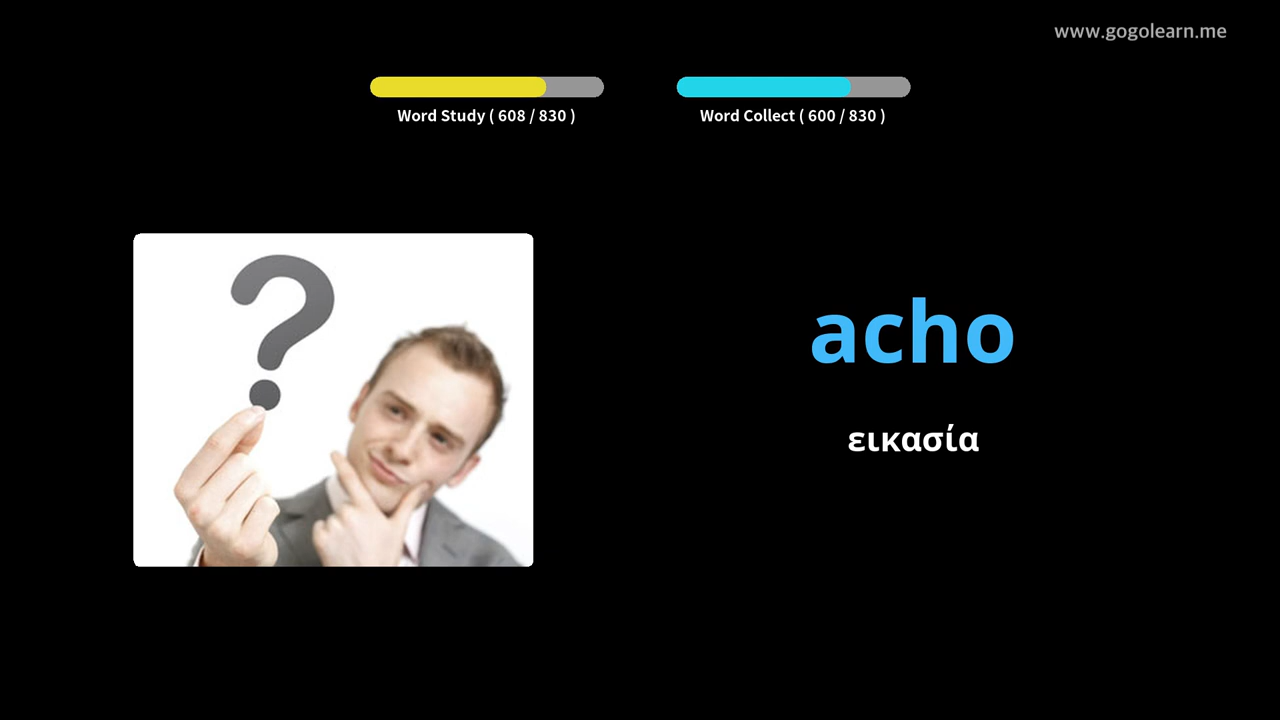 www.gogolearn.me
Word Study ( 608 / 830 )
Word Collect ( 600 / 830 )
?
acho
εικασία